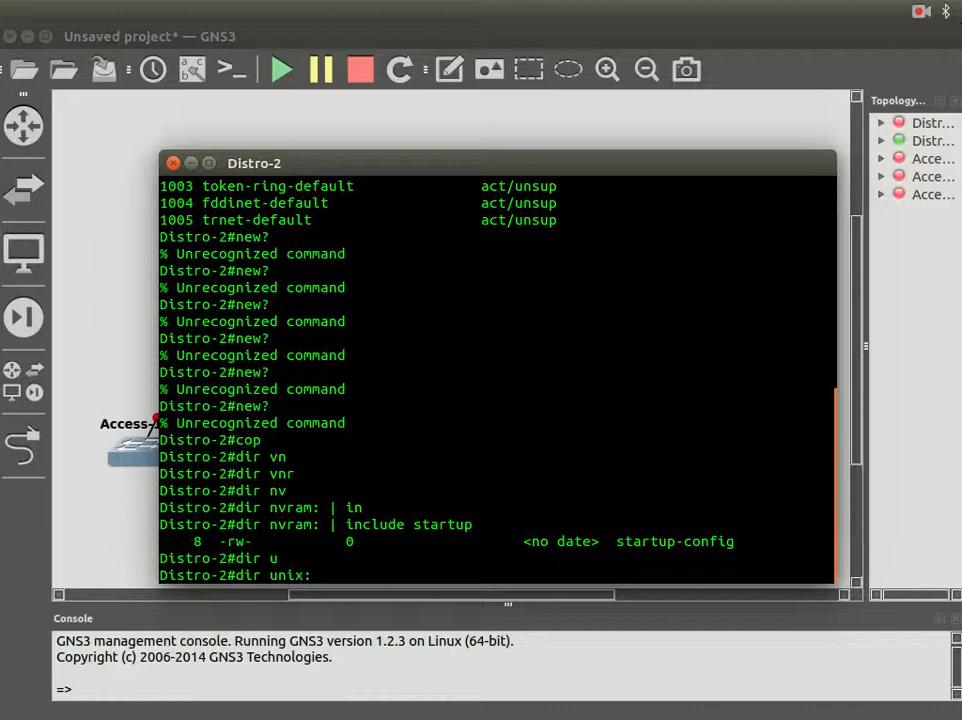 Unsaved project* — GNS3
Topology...
Distr...
Distr...
Acce...
Acce...
Acce...
Distro-2
1003 token-ring-default act/unsup
1004 fddinet-default act/unsup
1005 trnet-default act/unsup
Distro-2#new?
% Unrecognized command
Distro-2#new?
% Unrecognized command
Distro-2#new?
% Unrecognized command
Distro-2#new?
% Unrecognized command
Distro-2#new?
% Unrecognized command
Distro-2#new?
% Unrecognized command
Distro-2#cop
Distro-2#dir vn
Distro-2#dir vnr
Distro-2#dir nv
Distro-2#dir nvram: | in
Distro-2#dir nvram: | include startup
8 -rw- 0 <no date> startup-config
Distro-2#dir u
Distro-2#dir unix:
Access-
Console
GNS3 management console. Running GNS3 version 1.2.3 on Linux (64-bit).
Copyright (c) 2006-2014 GNS3 Technologies.
=>